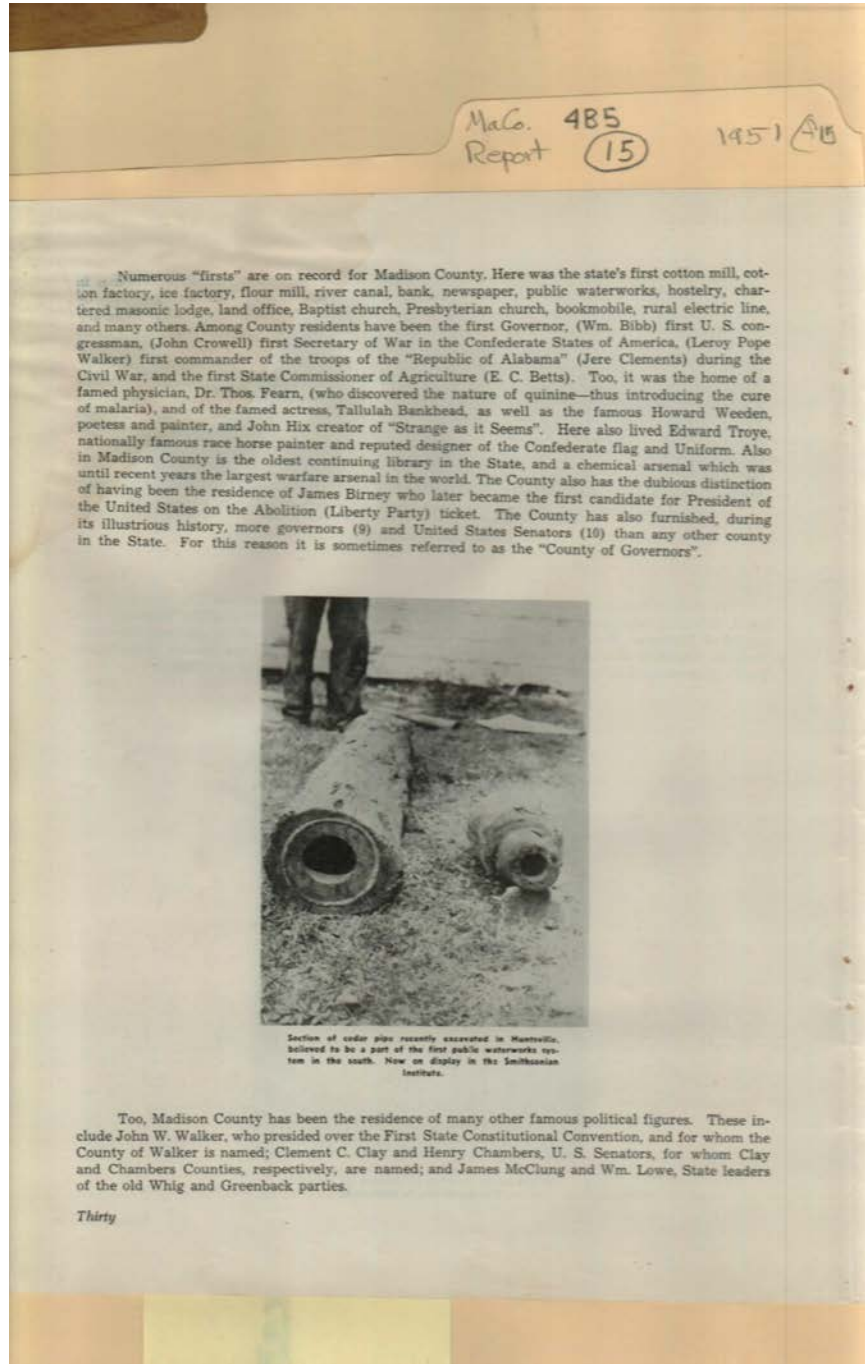 MaCo. 4B5
Report 15 1951
Numerous "firsts" are on record for Madison County. Here was the state's first cotton mill, cot-
ton factory, ice factory, flour mill, river canal, bank, newspaper, public waterworks, hostelry, char-
tered masonic lodge, land office, Baptist church, Presbyterian church, bookmobile, rural electric line,
and many others. Among County residents have been the first Governor, (Wm. Bibb) first U. S. con-
gressman, (John Crowell) first Secretary of War in the Confederate States of America, (Leroy Pope
Walker) first commander of the troops of the "Republic of Alabama" (Jere Clements) during the
Civil War, and the first State Commissioner of Agriculture (E. C. Betts). Too, it was the home of a
famed physician, Dr. Thos. Fearn, (who discovered the nature of quinine—thus introducing the cure
of malaria), and of the famed actress, Tallulah Bankhead, as well as the famous Howard Weeden,
poetess and painter, and John Hix creator of "Strange as it Seems". Here also lived Edward Troye,
nationally famous race horse painter and reputed designer of the Confederate flag and Uniform. Also
in Madison County is the oldest continuing library in the State, and a chemical arsenal which was
until recent years the largest warfare arsenal in the world. The County also has the dubious distinction
of having been the residence of James Birney who later became the first candidate for President of
the United States on the Abolition (Liberty Party) ticket. The County has also furnished, during
its illustrious history, more governors (9) and United States Senators (10) than any other county
in the State. For this reason it is sometimes referred to as the "County of Governors".
Section of cedar pipe recently excavated in Huntsville,
believed to be a part of the first public waterworks sys-
tem in the south. Now on display in the Smithsonian
Institute.
Too, Madison County has been the residence of many other famous political figures. These in-
clude John W. Walker, who presided over the First State Constitutional Convention, and for whom the
County of Walker is named; Clement C. Clay and Henry Chambers, U. S. Senators, for whom Clay
and Chambers Counties, respectively, are named; and James McClung and Wm. Lowe, State leaders
of the old Whig and Greenback parties.
Thirty